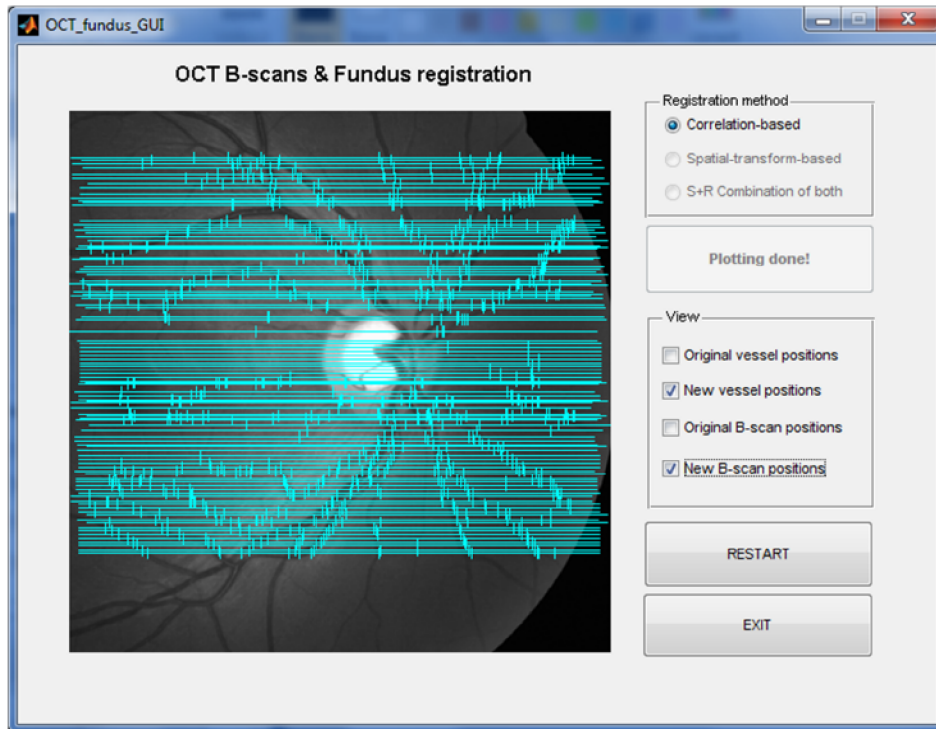 OCT_fundus_GUI
OCT B-scans & Fundus registration
Registration method
Correlation-based
Spatial-transform-based
S+R Combination of both
Plotting done!
View
Original vessel positions
New vessel positions
Original B-scan positions
New B-scan positions
RESTART
EXIT